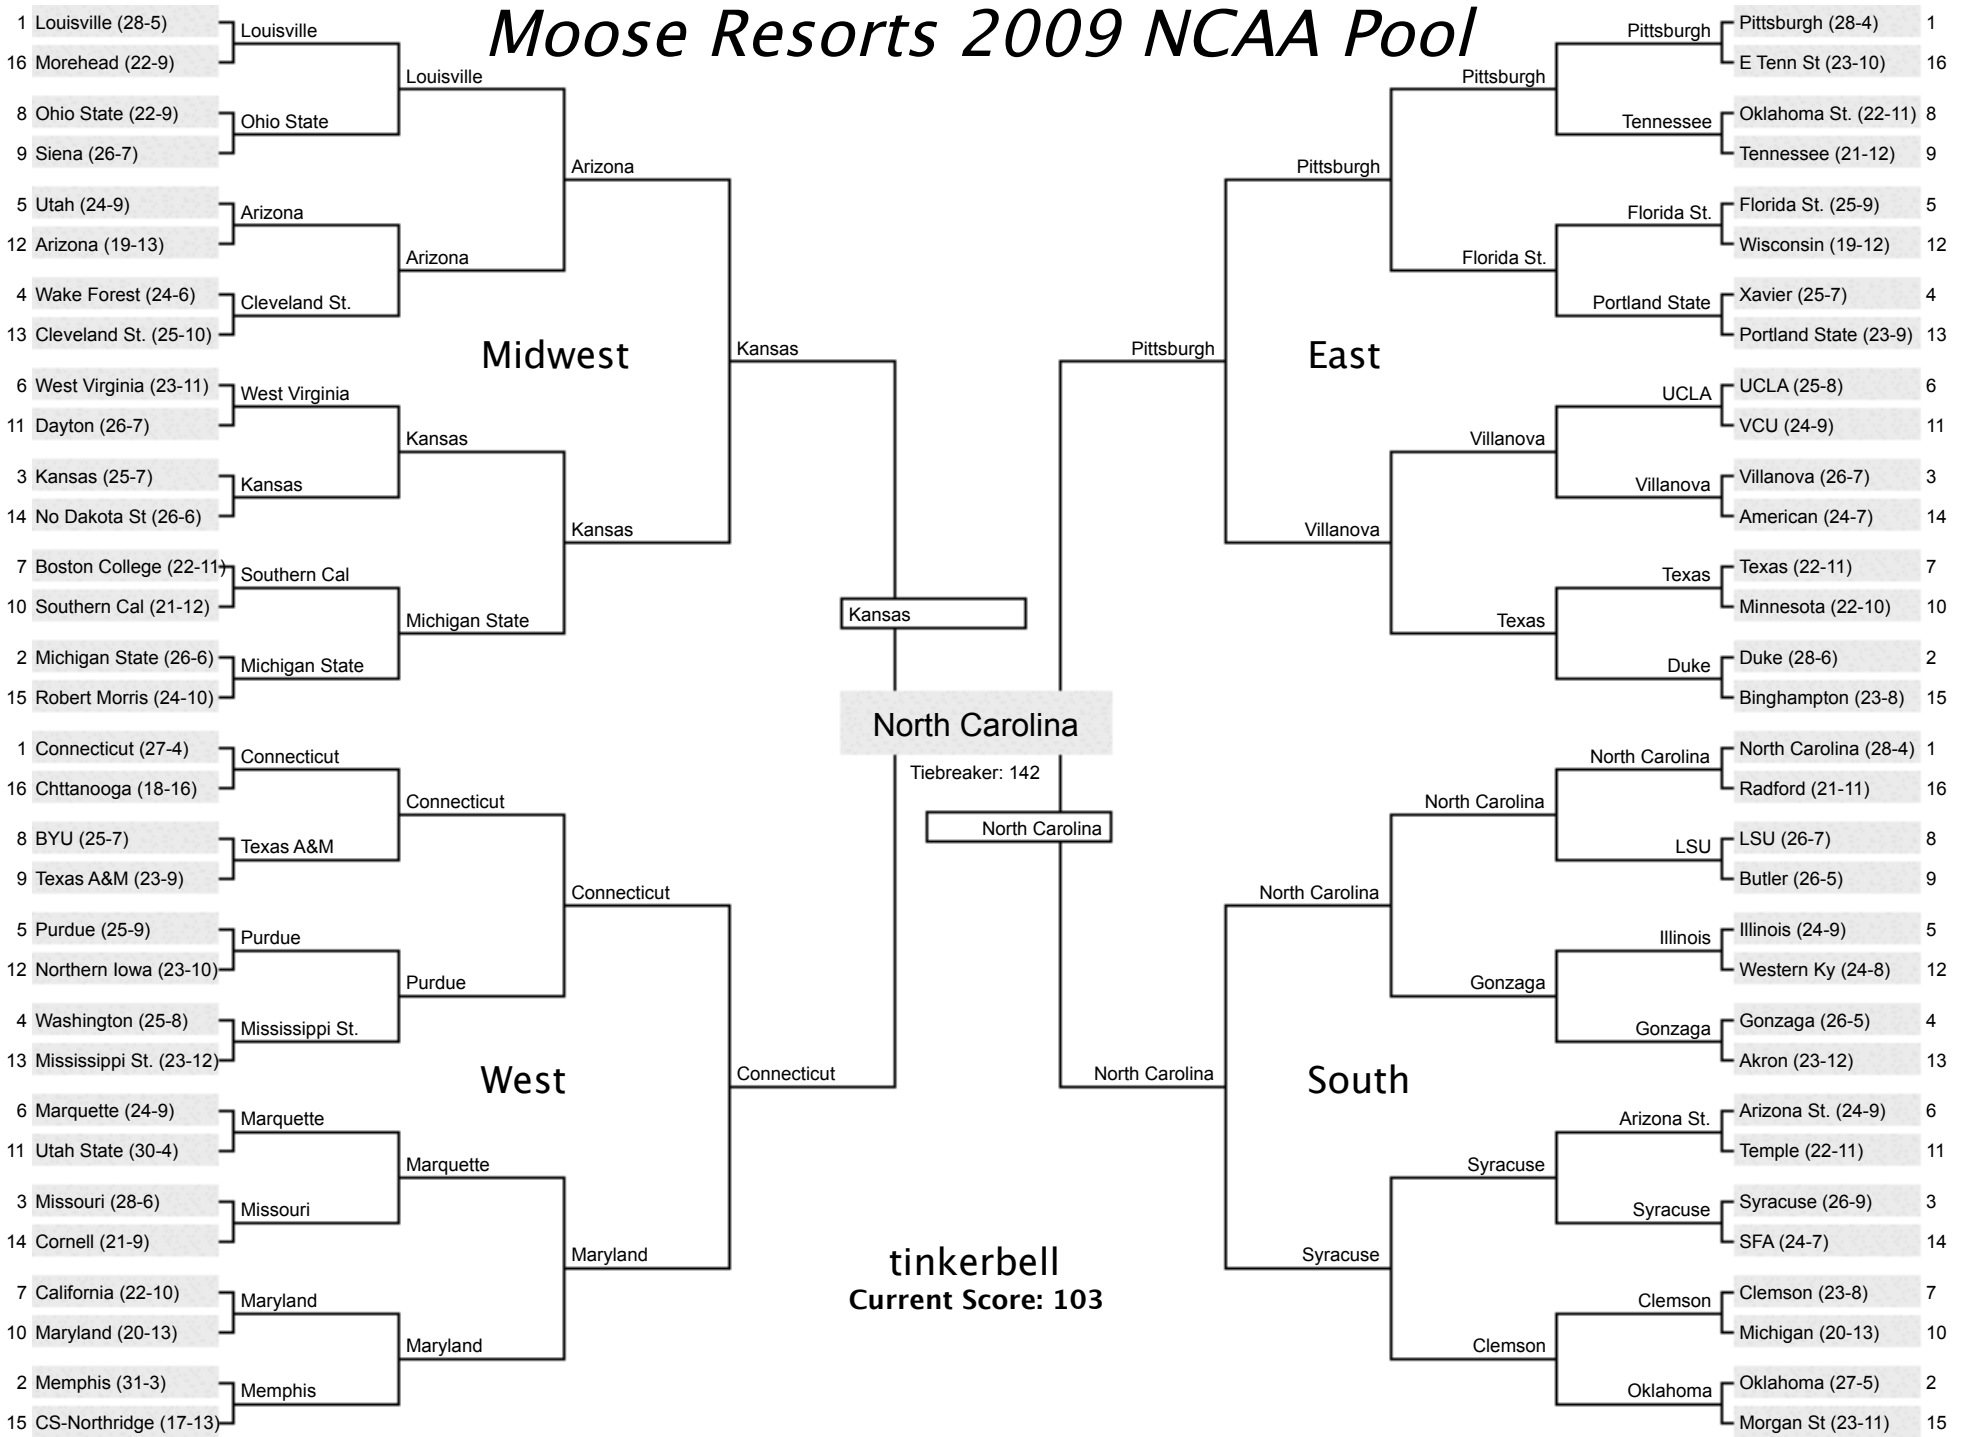 Moose Resorts 2009 NCAA Pool
1 Louisville (28-5)
16 Morehead (22-9)
8 Ohio State (22-9)
9 Siena (26-7)
5 Utah (24-9)
12 Arizona (19-13)
4 Wake Forest (24-6)
13 Cleveland St. (25-10)
6 West Virginia (23-11)
11 Dayton (26-7)
3 Kansas (25-7)
14 No Dakota St (26-6)
7 Boston College (22-11)
10 Southern Cal (21-12)
2 Michigan State (26-6)
15 Robert Morris (24-10)
Louisville
Ohio State
Arizona
Cleveland St.
West Virginia
Kansas
Southern Cal
Michigan State
Louisville
Arizona
Kansas
Michigan State
Arizona
Kansas
Midwest
Kansas
1 Connecticut (27-4)
16 Chttanooga (18-16)
8 BYU (25-7)
9 Texas A&M (23-9)
5 Purdue (25-9)
12 Northern Iowa (23-10)
4 Washington (25-8)
13 Mississippi St. (23-12)
6 Marquette (24-9)
11 Utah State (30-4)
3 Missouri (28-6)
14 Cornell (21-9)
7 California (22-10)
10 Maryland (20-13)
2 Memphis (31-3)
15 CS-Northridge (17-13)
Connecticut
Texas A&M
Purdue
Mississippi St.
Marquette
Missouri
Maryland
Memphis
Connecticut
Purdue
Marquette
Maryland
Connecticut
Maryland
West
Connecticut
Kansas
North Carolina
Tiebreaker: 142
North Carolina
tinkerbell
Current Score: 103
Pittsburgh
East
Pittsburgh
Villanova
Pittsburgh
Florida St.
Villanova
Texas
Pittsburgh
Tennessee
Florida St.
Portland State
UCLA
Villanova
Texas
Duke
Pittsburgh (28-4) 1
E Tenn St (23-10) 16
Oklahoma St. (22-11) 8
Tennessee (21-12) 9
Florida St. (25-9) 5
Wisconsin (19-12) 12
Xavier (25-7) 4
Portland State (23-9) 13
UCLA (25-8) 6
VCU (24-9) 11
Villanova (26-7) 3
American (24-7) 14
Texas (22-11) 7
Minnesota (22-10) 10
Duke (28-6) 2
Binghampton (23-8) 15
North Carolina
South
North Carolina
Syracuse
North Carolina
Gonzaga
Syracuse
Clemson
North Carolina
LSU
Illinois
Gonzaga
Arizona St.
Syracuse
Clemson
Oklahoma
North Carolina (28-4) 1
Radford (21-11) 16
LSU (26-7) 8
Butler (26-5) 9
Illinois (24-9) 5
Western Ky (24-8) 12
Gonzaga (26-5) 4
Akron (23-12) 13
Arizona St. (24-9) 6
Temple (22-11) 11
Syracuse (26-9) 3
SFA (24-7) 14
Clemson (23-8) 7
Michigan (20-13) 10
Oklahoma (27-5) 2
Morgan St (23-11) 15